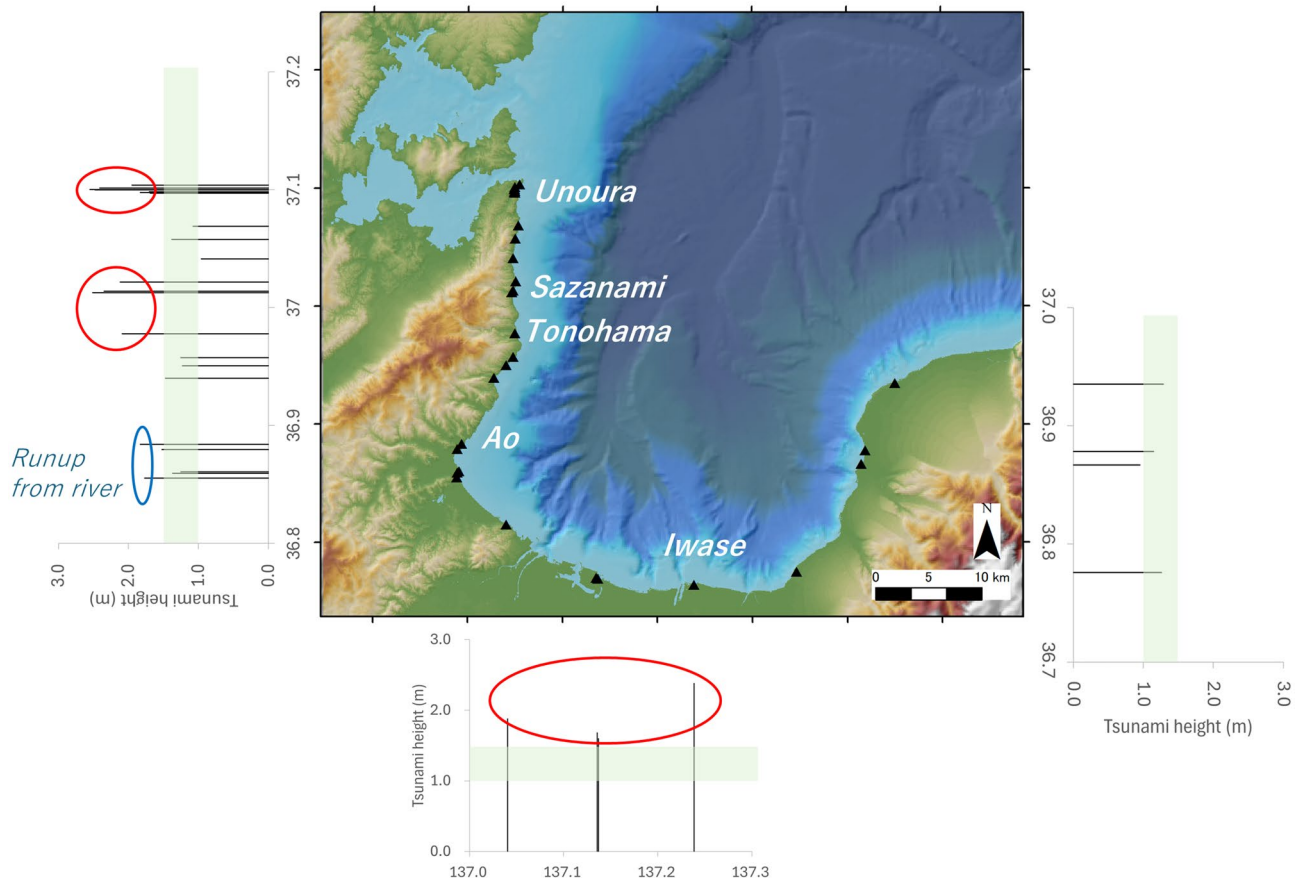 37.2
37.1
37
36.9
36.8
3.0
2.0
1.0
0.0
Tsunami height (m)
Runup
from river
Unoura
Sazanami
Tonohama
Ao
Iwase
N
0 5 10 km
37.0
36.9
36.8
36.7
0.0
1.0
2.0
3.0
Tsunami height (m)
3.0
2.0
1.0
0.0
Tsunami height (m)
137.0 137.1 137.2 137.3